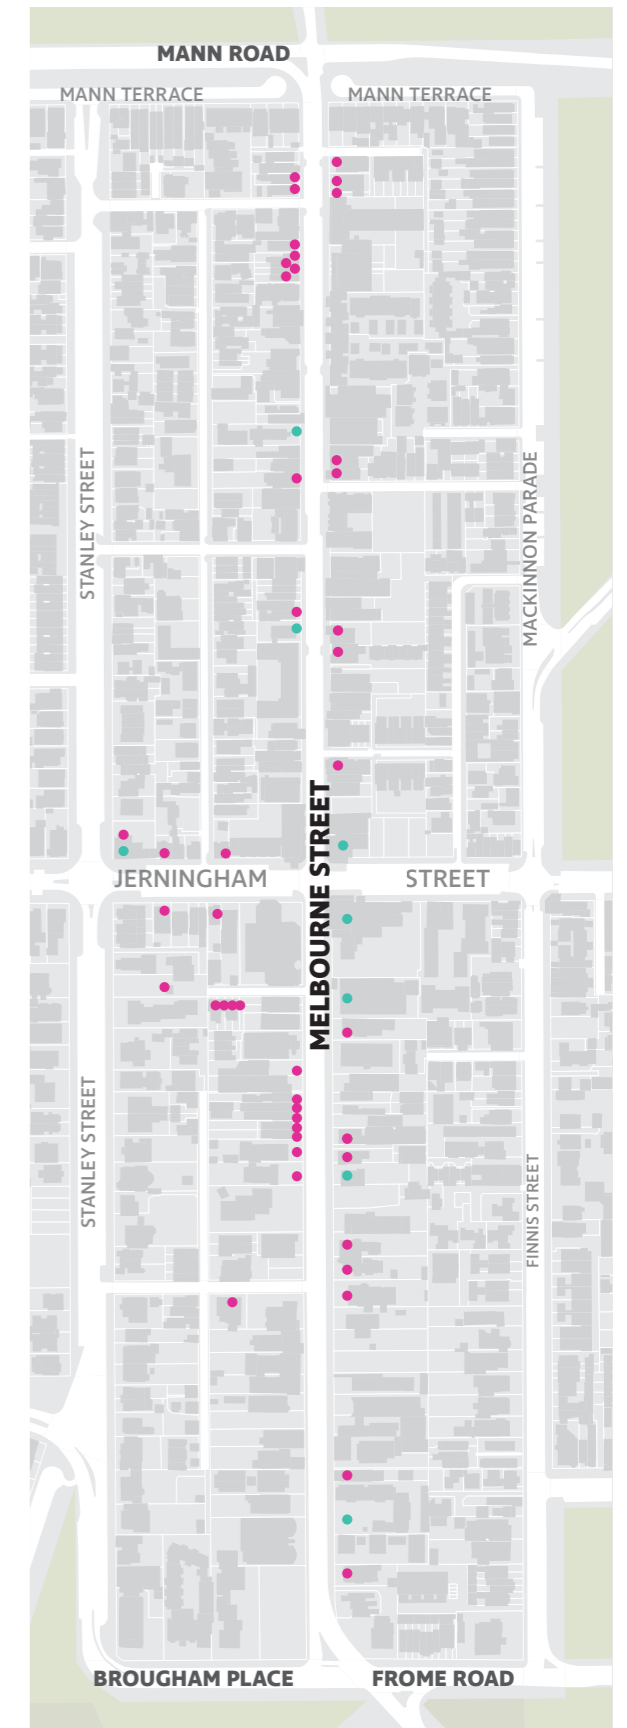 MANN ROAD
MANN TERRACE
MANN TERRACE
STANLEY STREET
MACKINNON PARADE
MELBOURNE STREET
JERNINGHAM
STREET
STANLEY STREET
FINNIS STREET
BROUGHAM PLACE
FROME ROAD